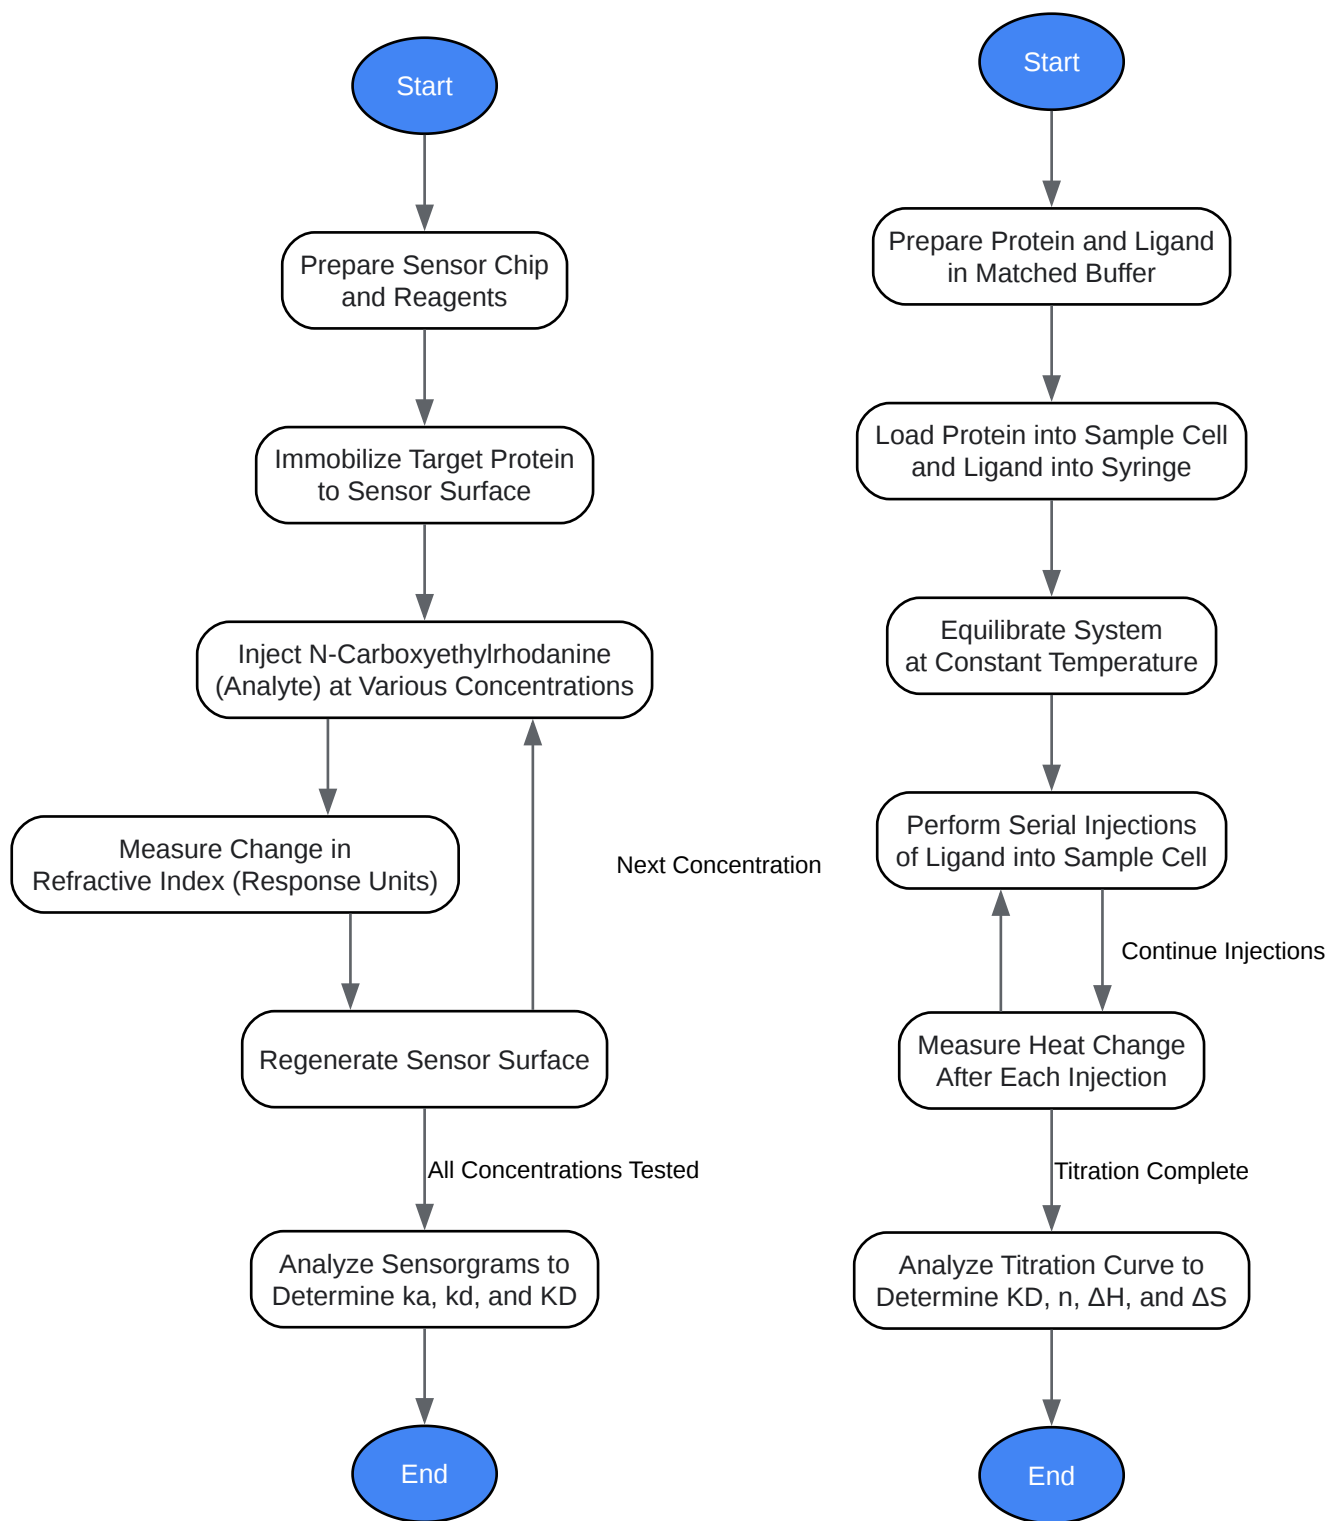 Start
Prepare Sensor Chip
and Reagents
Immobilize Target Protein
to Sensor Surface
Inject N-Carboxyethylrhodanine
(Analyte) at Various Concentrations
Measure Change in
Refractive Index (Response Units)
Next Concentration
Regenerate Sensor Surface
All Concentrations Tested
Analyze Sensorgrams to
Determine ka, kd, and KD
End
Start
Prepare Protein and Ligand
in Matched Buffer
Load Protein into Sample Cell
and Ligand into Syringe
Equilibrate System
at Constant Temperature
Perform Serial Injections
of Ligand into Sample Cell
Continue Injections
Measure Heat Change
After Each Injection
Titration Complete
Analyze Titration Curve to
Determine KD, n, ΔH, and ΔS
End